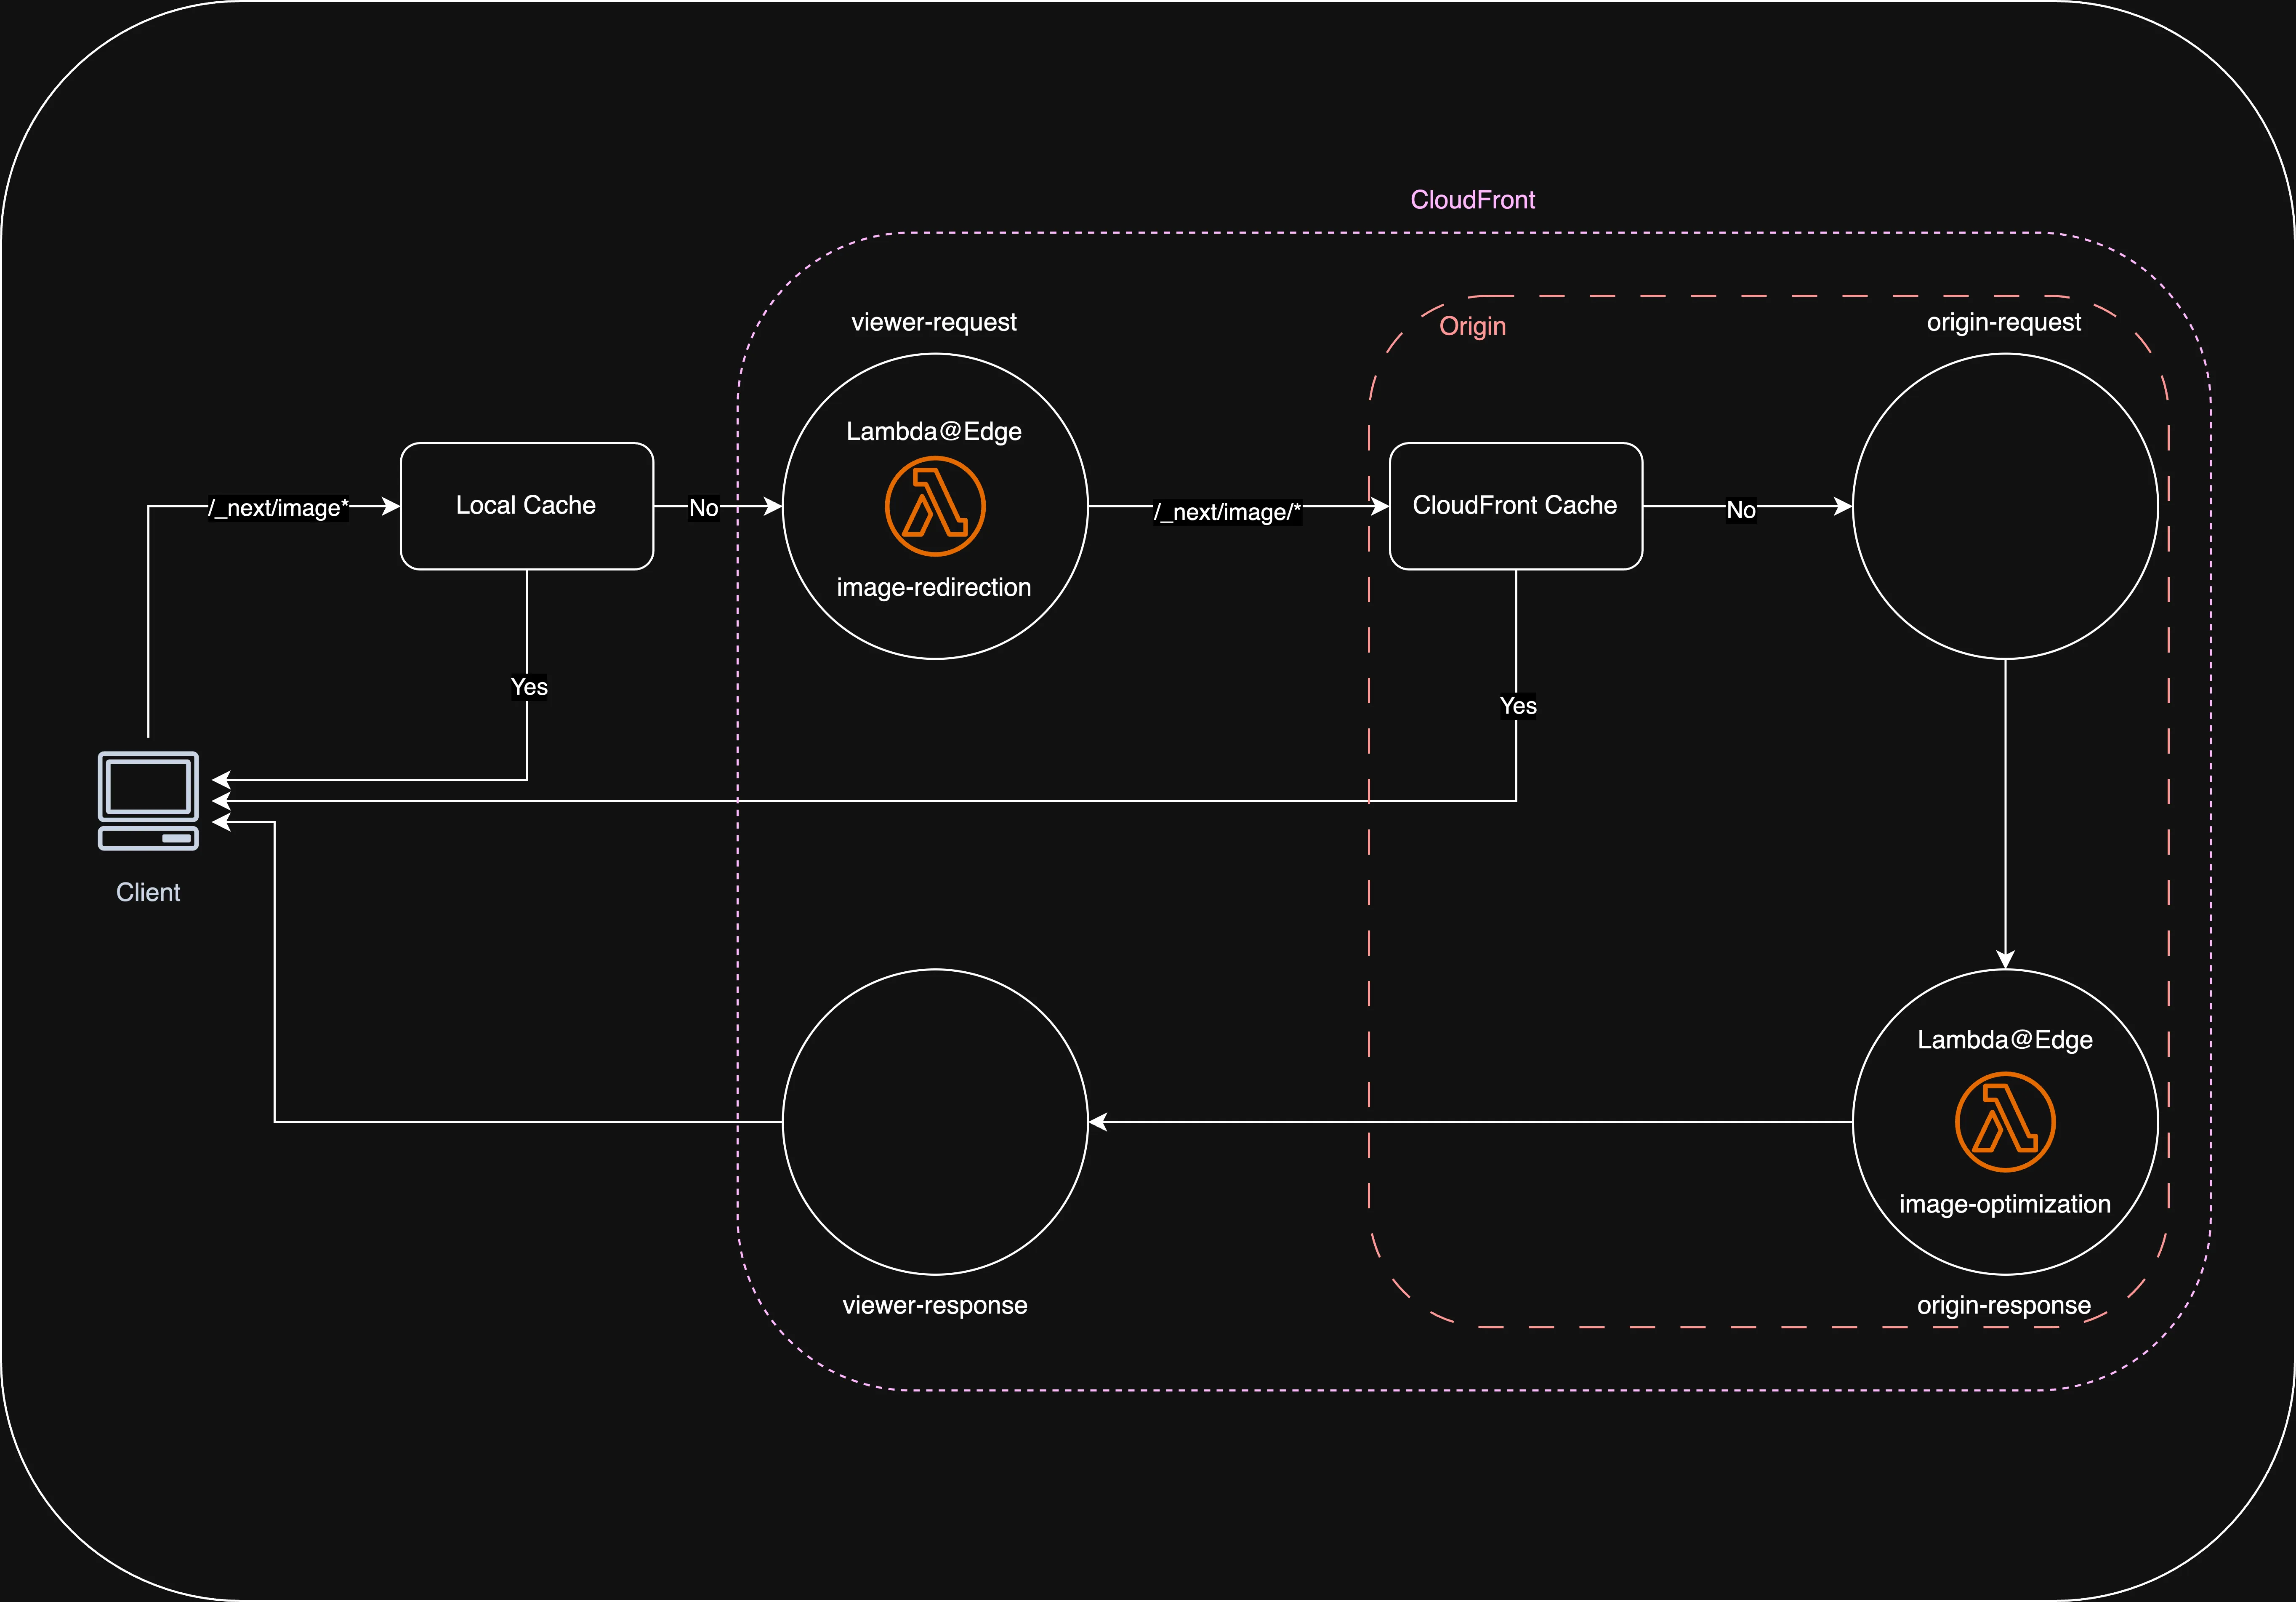 CloudFront
viewer-request
Origin
origin-request
Lambda@Edge
/_next/image*
Local Cache
No
/_next/image/*
CloudFront Cache
No
image-redirection
Yes
Yes
Client
Lambda@Edge
image-optimization
viewer-response
origin-response